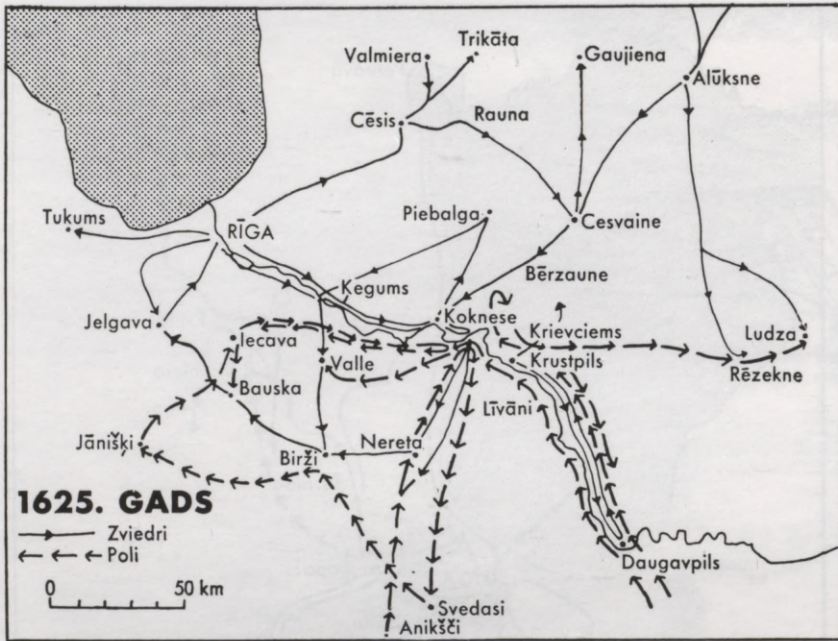 Valmiera
Trikāta
Gaujiena
Alūksne
Cēsis
Rauna
Tukums
RĪGA
Piebalga
Cesvaine
Bērzaune
Ķegums
Koknese
Krievciems
Ludza
Jelgava
Iecava
Valle
Krustpils
Rēzekne
Bauska
Līvāni
Jāniški
Birži
Nereta
1625. GADS
Zviedri
Poli
0 50 km
Daugavpils
Svedasi
Anikšči